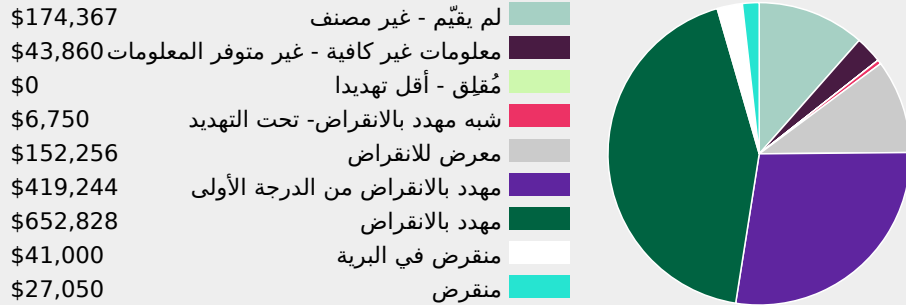 لم يقيّم - غير مصنف $174,367
معلومات غير كافية - غير متوفر المعلومات $43,860
مُقلِق - أقل تهديدا $0
شبه مهدد بالانقراض- تحت التهديد $6,750
معرض للانقراض $152,256
مهدد بالانقراض من الدرجة الأولى $419,244
مهدد بالانقراض $652,828
منقرض في البرية $41,000
منقرض $27,050